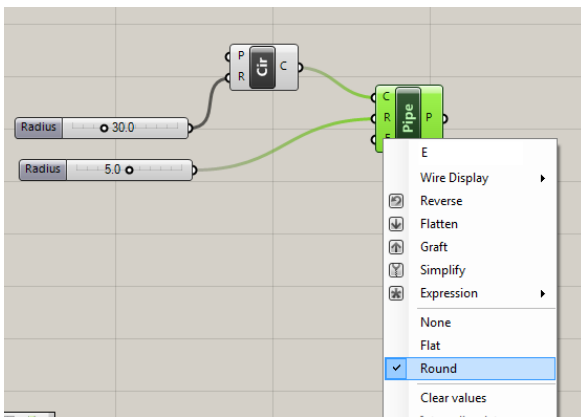 P
R
Cir
C
C
R
E
Pipe
P
Radius 30.0
Radius 5.0
E
Wire Display
Reverse
Flatten
Graft
Simplify
Expression
None
Flat
Round
Clear values